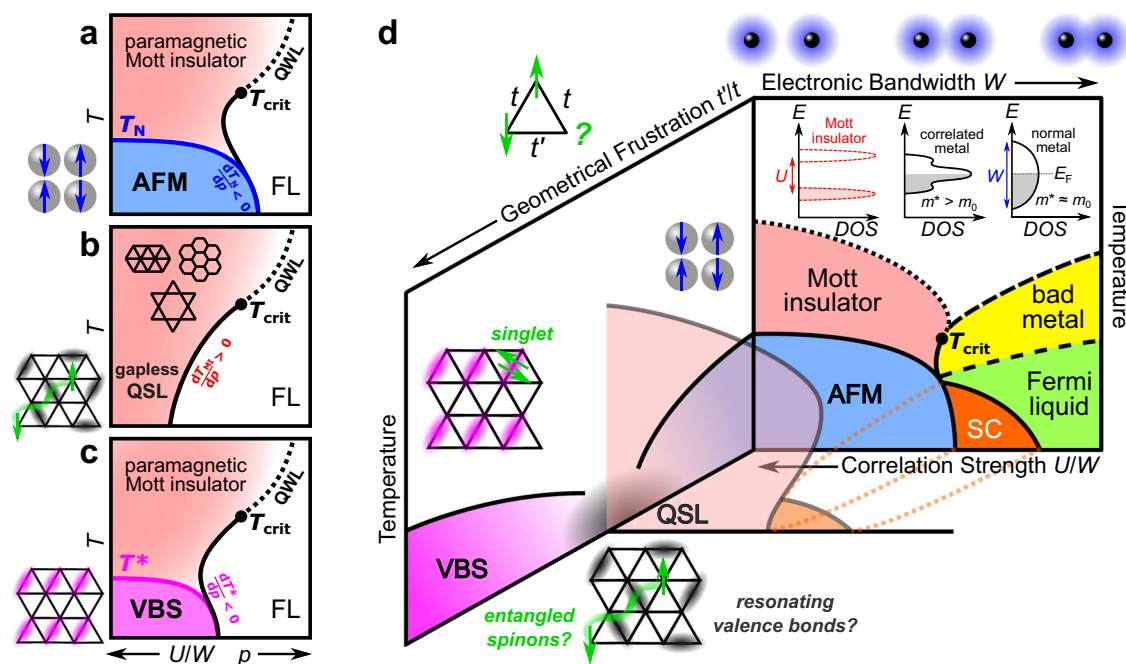 a
paramagnetic
Mott insulator
QWL
T_crit
T
T_N
AFM
dT_N/dp < 0
FL
b
QWL
T_crit
T
gapless
QSL
dT_MI/dp > 0
FL
c
paramagnetic
Mott insulator
QWL
T_crit
T
T*
VBS
dT*/dp < 0
FL
U/W p
d
Electronic Bandwidth W
Geometrical Frustration t'/t
t t
t' ?
E
Mott
insulator
U
DOS
E
correlated
metal
m* > m_0
DOS
E
normal
metal
W
E_F
m* ≈ m_0
DOS
Temperature
Mott
insulator
bad
metal
T_crit
AFM
Fermi
liquid
SC
Correlation Strength U/W
singlet
Temperature
QSL
VBS
entangled
spinons?
resonating
valence bonds?